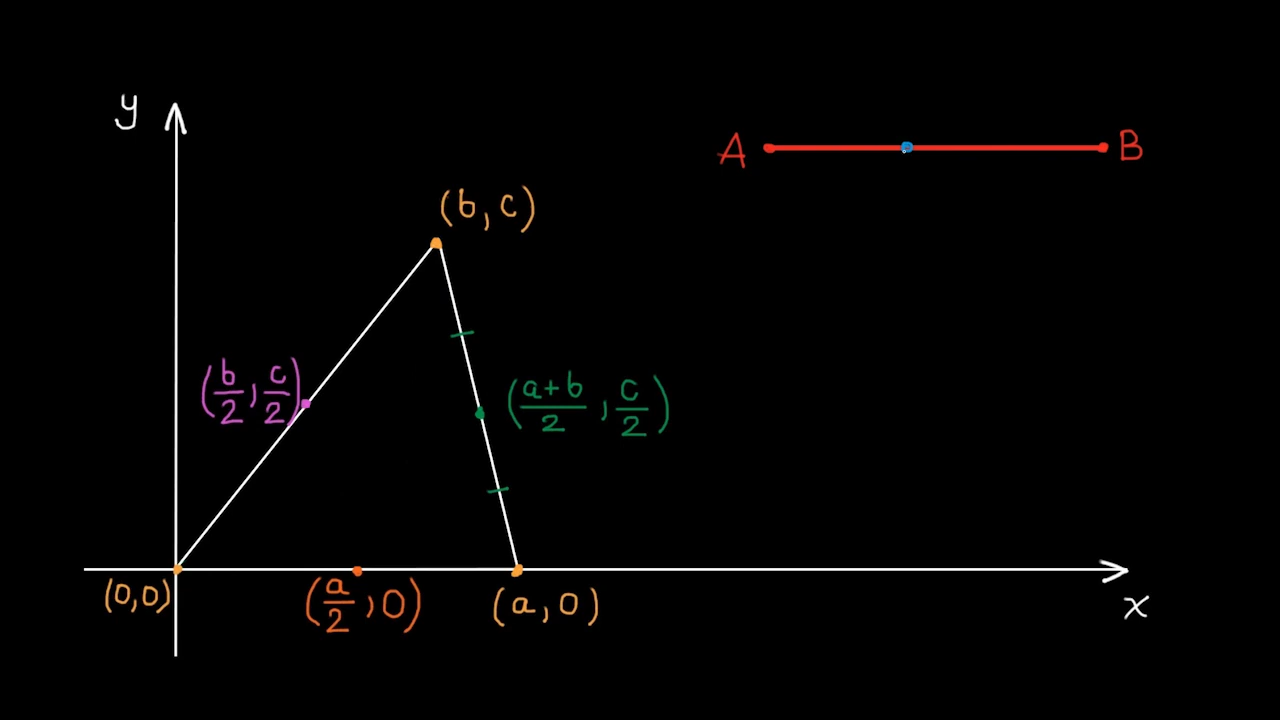 y
A B
(b, c)
(b/2, c/2)
((a+b)/2, c/2)
(0,0)
(a/2, 0)
(a, 0)
x